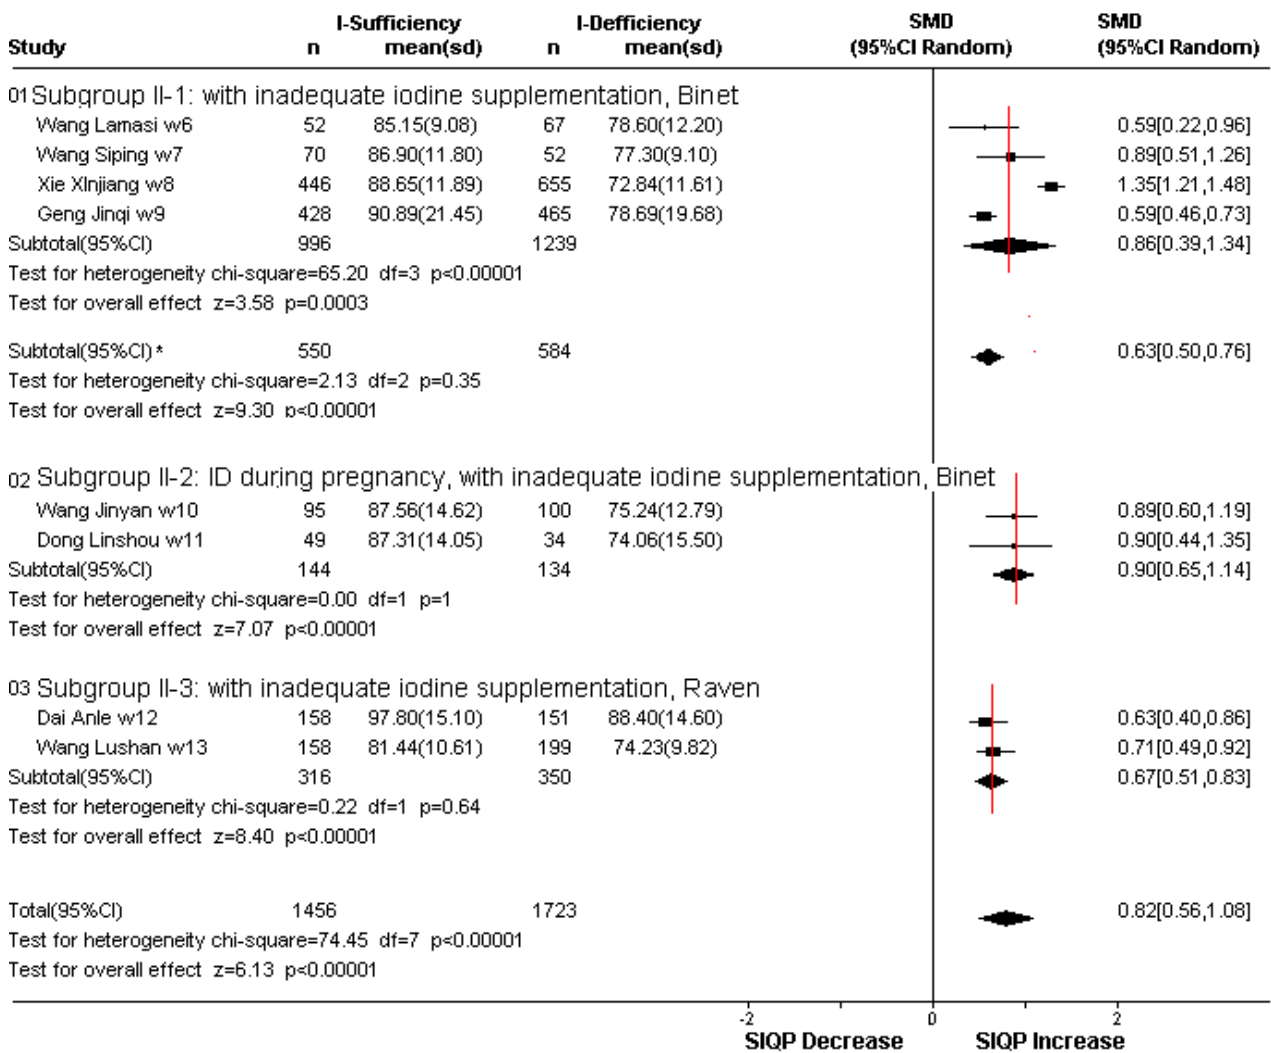 I-Sufficiency I-Defficiency SMD SMD
Study n mean(sd) n mean(sd) (95%CI Random) (95%CI Random)
01 Subgroup II-1: with inadequate iodine supplementation, Binet
Wang Lamasi w6 52 85.15(9.08) 67 78.60(12.20) 0.59[0.22,0.96]
Wang Siping w7 70 86.90(11.80) 52 77.30(9.10) 0.89[0.51,1.26]
Xie XInjiang w8 446 88.65(11.89) 655 72.84(11.61) 1.35[1.21,1.48]
Geng Jinqi w9 428 90.89(21.45) 465 78.69(19.68) 0.59[0.46,0.73]
Subtotal(95%CI) 996 1239 0.86[0.39,1.34]
Test for heterogeneity chi-square=65.20 df=3 p<0.00001
Test for overall effect z=3.58 p=0.0003
Subtotal(95%CI)* 550 584 0.63[0.50,0.76]
Test for heterogeneity chi-square=2.13 df=2 p=0.35
Test for overall effect z=9.30 p<0.00001
02 Subgroup II-2: ID during pregnancy, with inadequate iodine supplementation, Binet
Wang Jinyan w10 95 87.56(14.62) 100 75.24(12.79) 0.89[0.60,1.19]
Dong Linshou w11 49 87.31(14.05) 34 74.06(15.50) 0.90[0.44,1.35]
Subtotal(95%CI) 144 134 0.90[0.65,1.14]
Test for heterogeneity chi-square=0.00 df=1 p=1
Test for overall effect z=7.07 p<0.00001
03 Subgroup II-3: with inadequate iodine supplementation, Raven
Dai Anle w12 158 97.80(15.10) 151 88.40(14.60) 0.63[0.40,0.86]
Wang Lushan w13 158 81.44(10.61) 199 74.23(9.82) 0.71[0.49,0.92]
Subtotal(95%CI) 316 350 0.67[0.51,0.83]
Test for heterogeneity chi-square=0.22 df=1 p=0.64
Test for overall effect z=8.40 p<0.00001
Total(95%CI) 1456 1723 0.82[0.56,1.08]
Test for heterogeneity chi-square=74.45 df=7 p<0.00001
Test for overall effect z=6.13 p<0.00001
-2 0 2
SIQP Decrease SIQP Increase